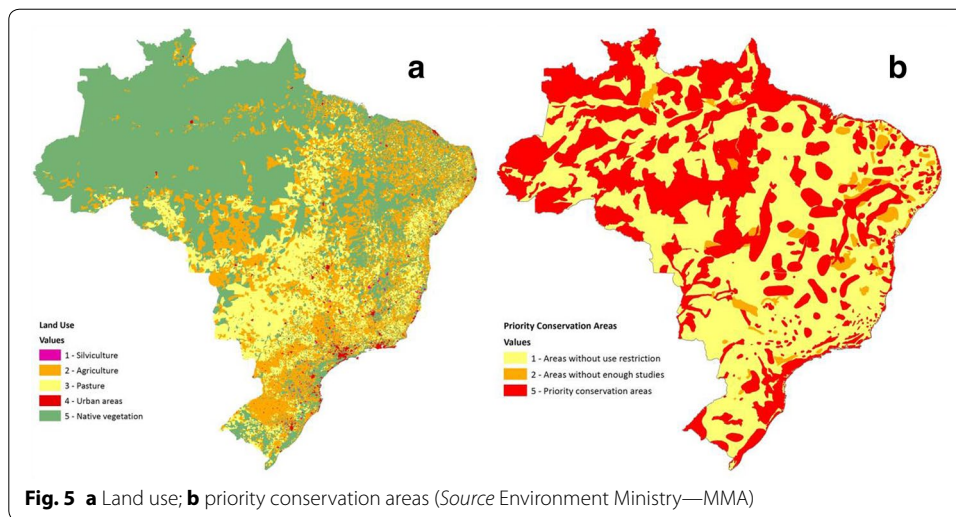 a
b
Land Use
Values
1 - Silviculture
2 - Agriculture
3 - Pasture
4 - Urban areas
5 - Native vegetation
Priority Conservation Areas
Values
1 - Areas without use restriction
2 - Areas without enough studies
5 - Priority conservation areas
Fig. 5 a Land use; b priority conservation areas (Source Environment Ministry—MMA)